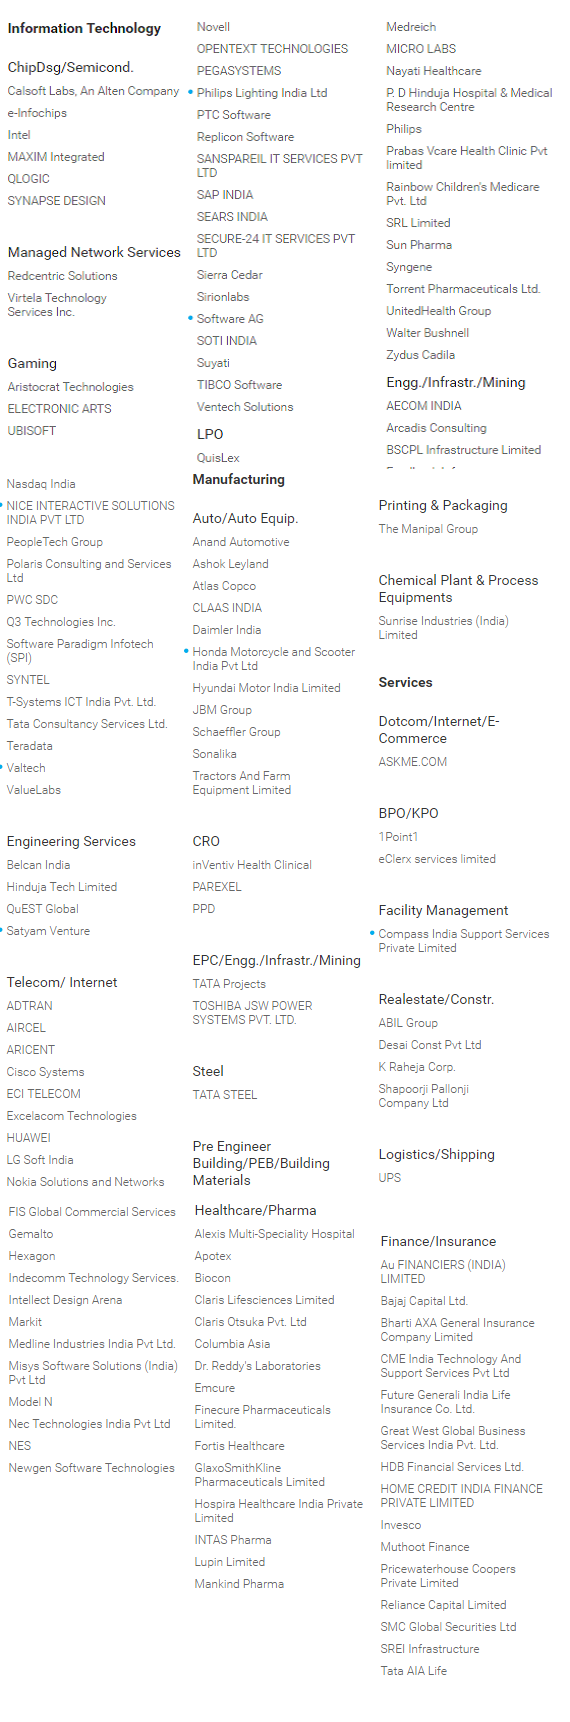 Information Technology
ChipDsg/Semicond.
Calsoft Labs, An Alten Company
e-Infochips
Intel
MAXIM Integrated
QLOGIC
SYNAPSE DESIGN
Managed Network Services
Redcentric Solutions
Virtela Technology
Services Inc.
Gaming
Aristocrat Technologies
ELECTRONIC ARTS
UBISOFT
Novell
OPENTEXT TECHNOLOGIES
PEGASYSTEMS
Philips Lighting India Ltd
PTC Software
Replicon Software
SANSPAREIL IT SERVICES PVT
LTD
SAP INDIA
SEARS INDIA
SECURE-24 IT SERVICES PVT
LTD
Sierra Cedar
Sirionlabs
Software AG
SOTI INDIA
Suyati
TIBCO Software
Ventech Solutions
LPO
QuisLex
Medreich
MICRO LABS
Nayati Healthcare
P. D Hinduja Hospital & Medical
Research Centre
Philips
Prabas Vcare Health Clinic Pvt
limited
Rainbow Children's Medicare
Pvt. Ltd
SRL Limited
Sun Pharma
Syngene
Torrent Pharmaceuticals Ltd.
UnitedHealth Group
Walter Bushnell
Zydus Cadila
Engg./Infrastr./Mining
AECOM INDIA
Arcadis Consulting
BSCPL Infrastructure Limited
Nasdaq India
NICE INTERACTIVE SOLUTIONS
INDIA PVT LTD
PeopleTech Group
Polaris Consulting and Services
Ltd
PWC SDC
Q3 Technologies Inc.
Software Paradigm Infotech
(SPI)
SYNTEL
T-Systems ICT India Pvt. Ltd.
Tata Consultancy Services Ltd.
Teradata
Valtech
ValueLabs
Engineering Services
Belcan India
Hinduja Tech Limited
QuEST Global
Satyam Venture
Telecom/ Internet
ADTRAN
AIRCEL
ARICENT
Cisco Systems
ECI TELECOM
Excelacom Technologies
HUAWEI
LG Soft India
Nokia Solutions and Networks
Manufacturing
Auto/Auto Equip.
Anand Automotive
Ashok Leyland
Atlas Copco
CLAAS INDIA
Daimler India
Honda Motorcycle and Scooter
India Pvt Ltd
Hyundai Motor India Limited
JBM Group
Schaeffler Group
Sonalika
Tractors And Farm
Equipment Limited
CRO
inVentiv Health Clinical
PAREXEL
PPD
EPC/Engg./Infrastr./Mining
TATA Projects
TOSHIBA JSW POWER
SYSTEMS PVT. LTD.
Steel
TATA STEEL
Pre Engineer
Building/PEB/Building
Materials
Printing & Packaging
The Manipal Group
Chemical Plant & Process
Equipments
Sunrise Industries (India)
Limited
Services
Dotcom/Internet/E-
Commerce
ASKME.COM
BPO/KPO
1Point1
eClerx services limited
Facility Management
Compass India Support Services
Private Limited
Realestate/Constr.
ABIL Group
Desai Const Pvt Ltd
K Raheja Corp.
Shapoorji Pallonji
Company Ltd
Logistics/Shipping
UPS
FIS Global Commercial Services
Gemalto
Hexagon
Indecomm Technology Services.
Intellect Design Arena
Markit
Medline Industries India Pvt Ltd.
Misys Software Solutions (India)
Pvt Ltd
Model N
Nec Technologies India Pvt Ltd
NES
Newgen Software Technologies
Healthcare/Pharma
Alexis Multi-Speciality Hospital
Apotex
Biocon
Claris Lifesciences Limited
Claris Otsuka Pvt. Ltd
Columbia Asia
Dr. Reddy's Laboratories
Emcure
Finecure Pharmaceuticals
Limited.
Fortis Healthcare
GlaxoSmithKline
Pharmaceuticals Limited
Hospira Healthcare India Private
Limited
INTAS Pharma
Lupin Limited
Mankind Pharma
Finance/Insurance
Au FINANCIERS (INDIA)
LIMITED
Bajaj Capital Ltd.
Bharti AXA General Insurance
Company Limited
CME India Technology And
Support Services Pvt Ltd
Future Generali India Life
Insurance Co. Ltd.
Great West Global Business
Services India Pvt. Ltd.
HDB Financial Services Ltd.
HOME CREDIT INDIA FINANCE
PRIVATE LIMITED
Invesco
Muthoot Finance
Pricewaterhouse Coopers
Private Limited
Reliance Capital Limited
SMC Global Securities Ltd
SREI Infrastructure
Tata AIA Life